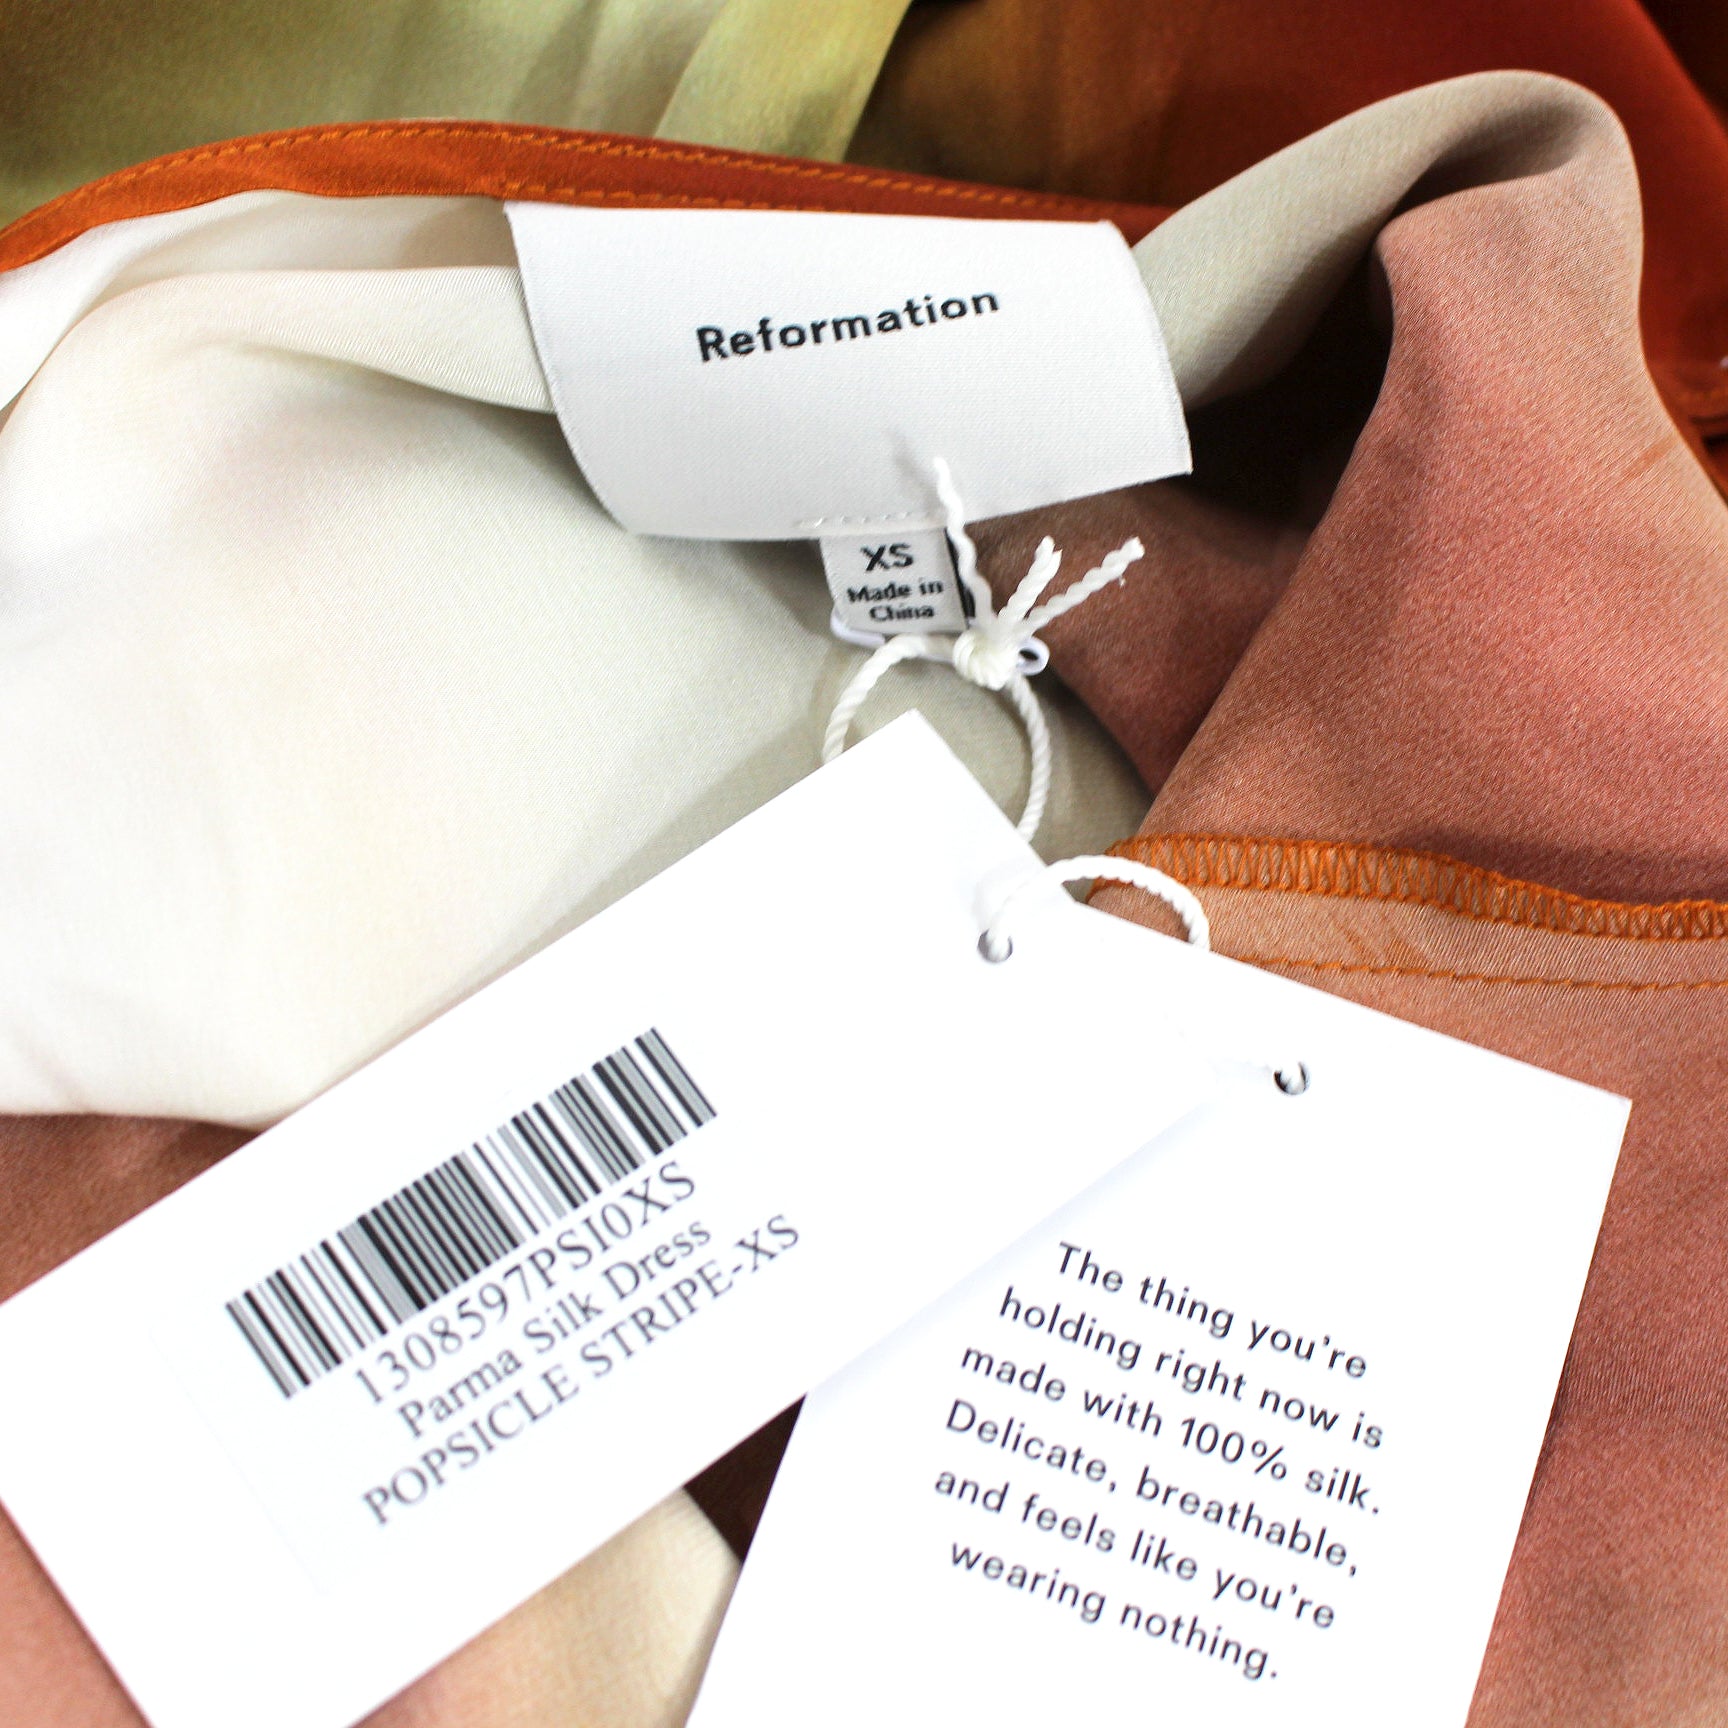 Reformation
XS
Made in
China
1308597PSI0XS
Parma Silk Dress
POPSICLE STRIPE-XS
The thing you're
holding right now is
made with 100% silk.
Delicate, breathable,
and feels like you're
wearing nothing.